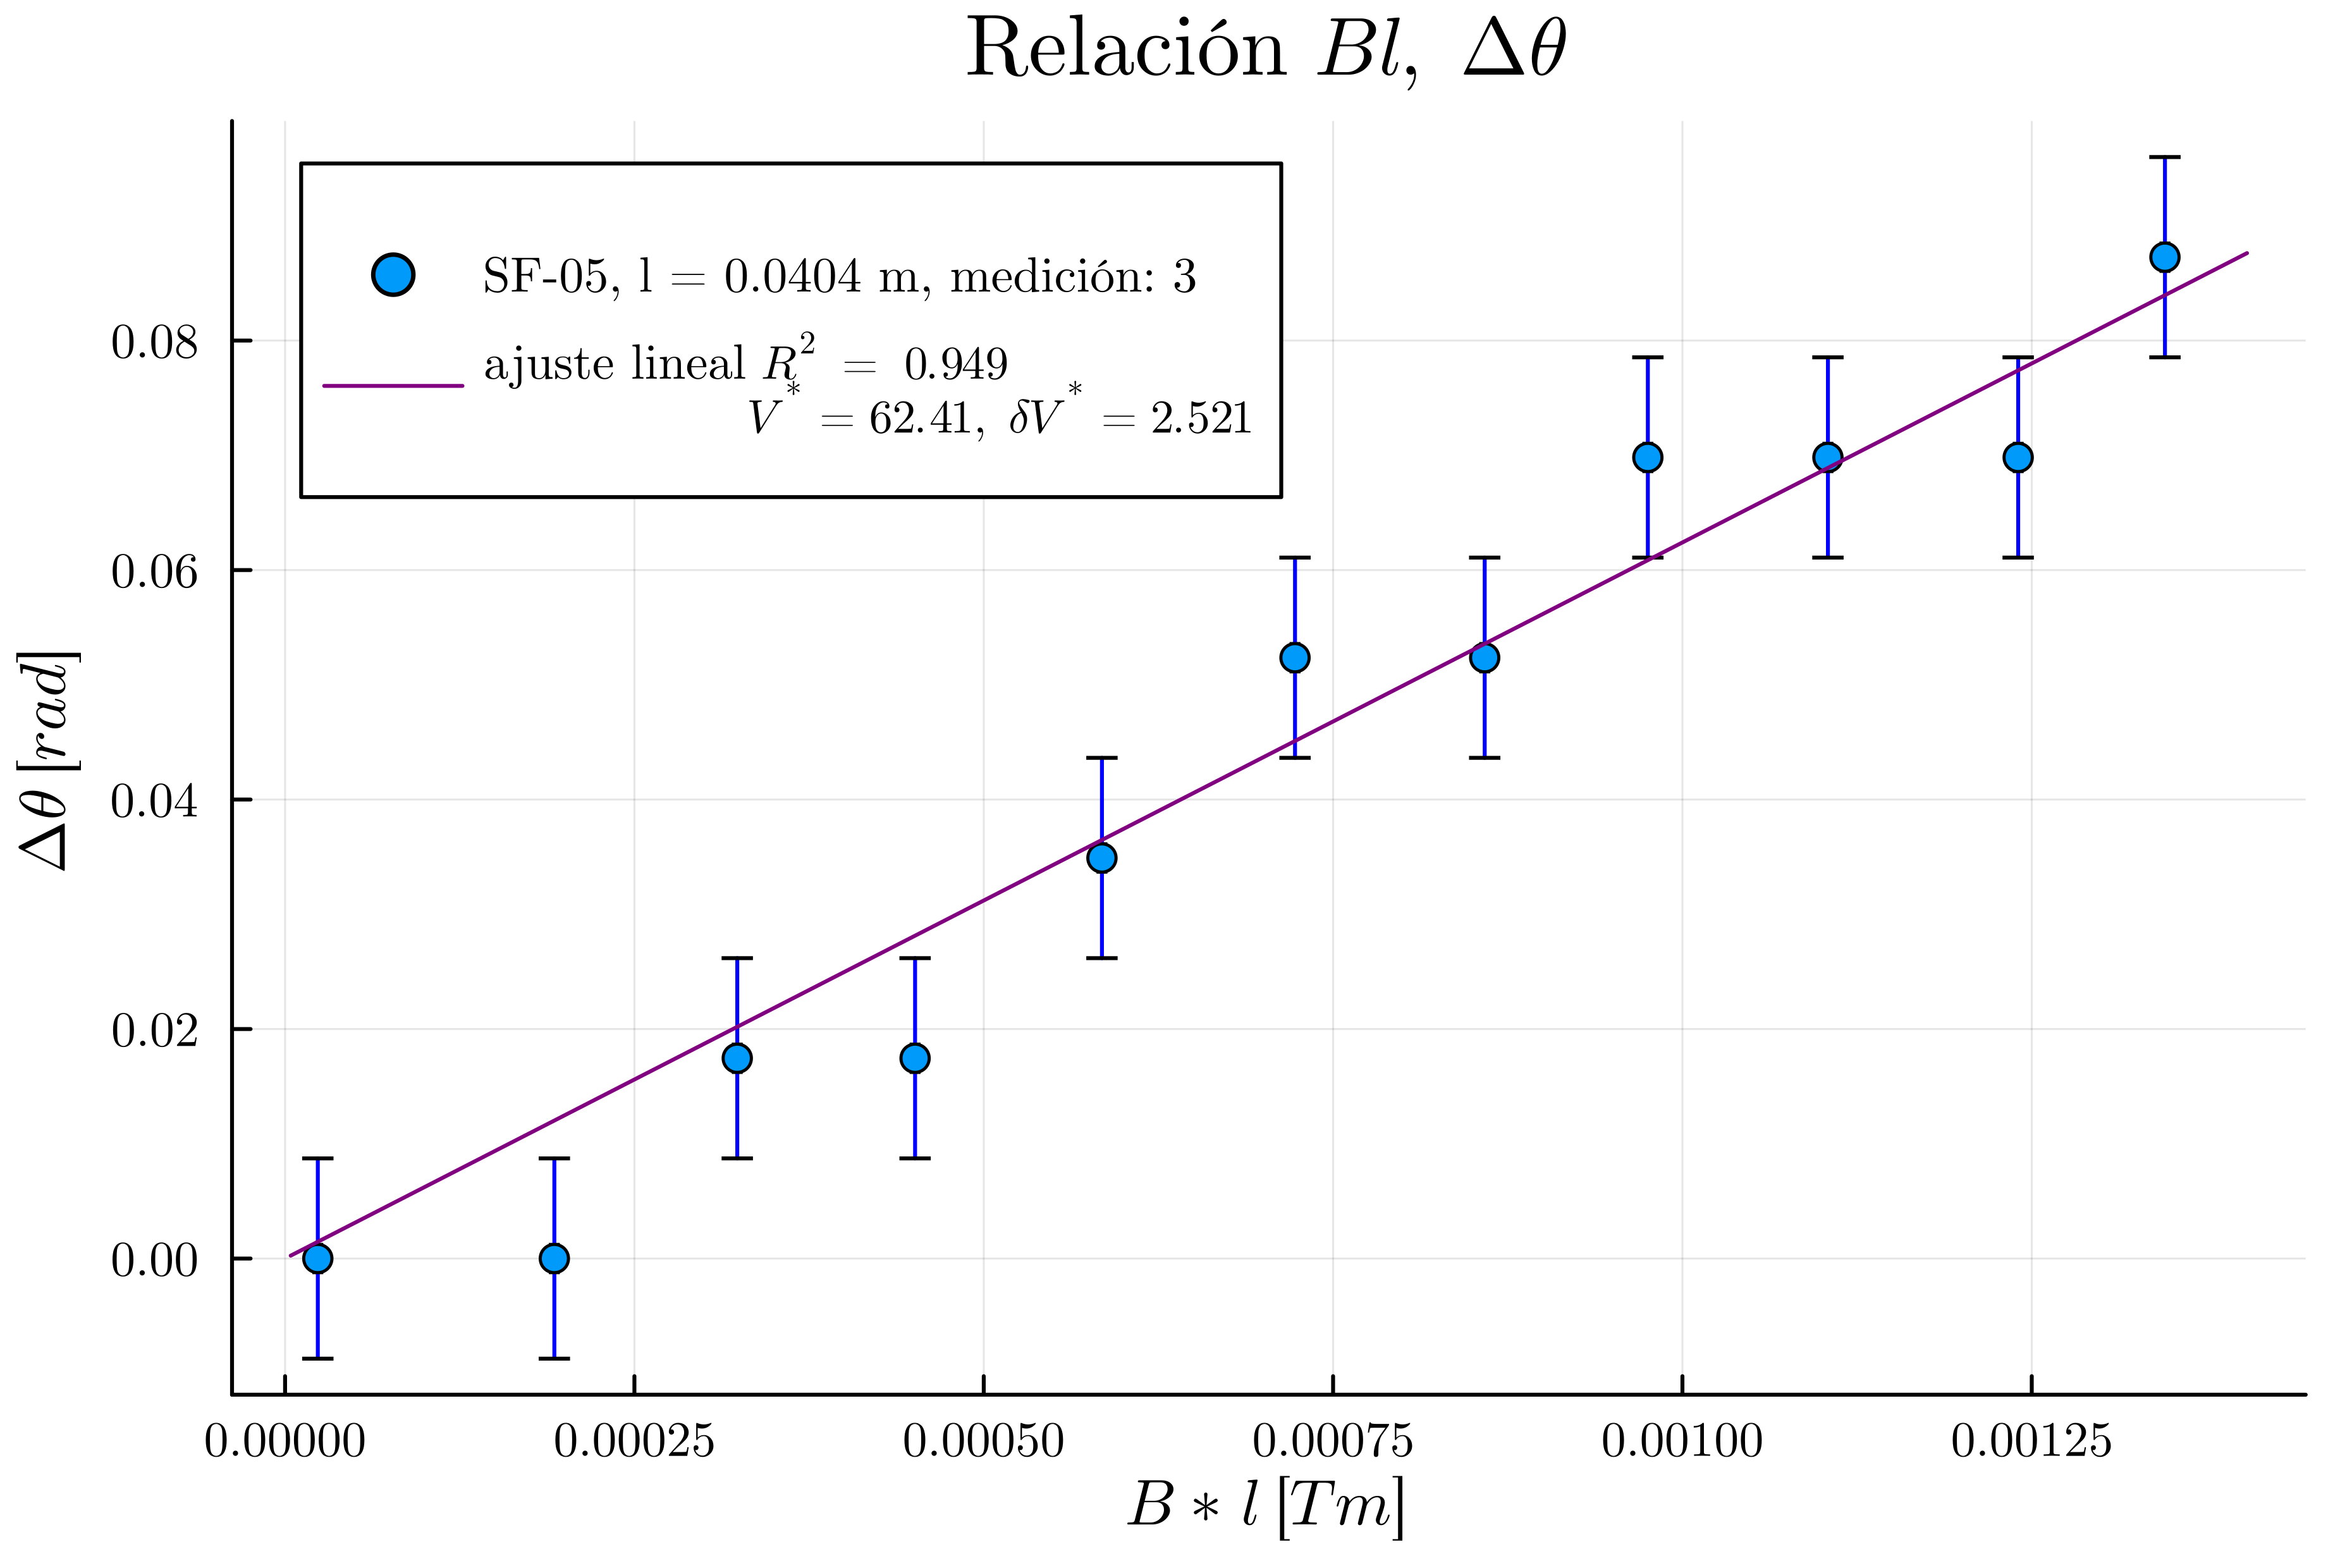 Relación Bl, Δθ
SF-05, l = 0.0404 m, medición: 3
ajuste lineal R² = 0.949
V* = 62.41, δV* = 2.521
Δθ [rad]
0.08
0.06
0.04
0.02
0.00
0.00000 0.00025 0.00050 0.00075 0.00100 0.00125
B * l [Tm]